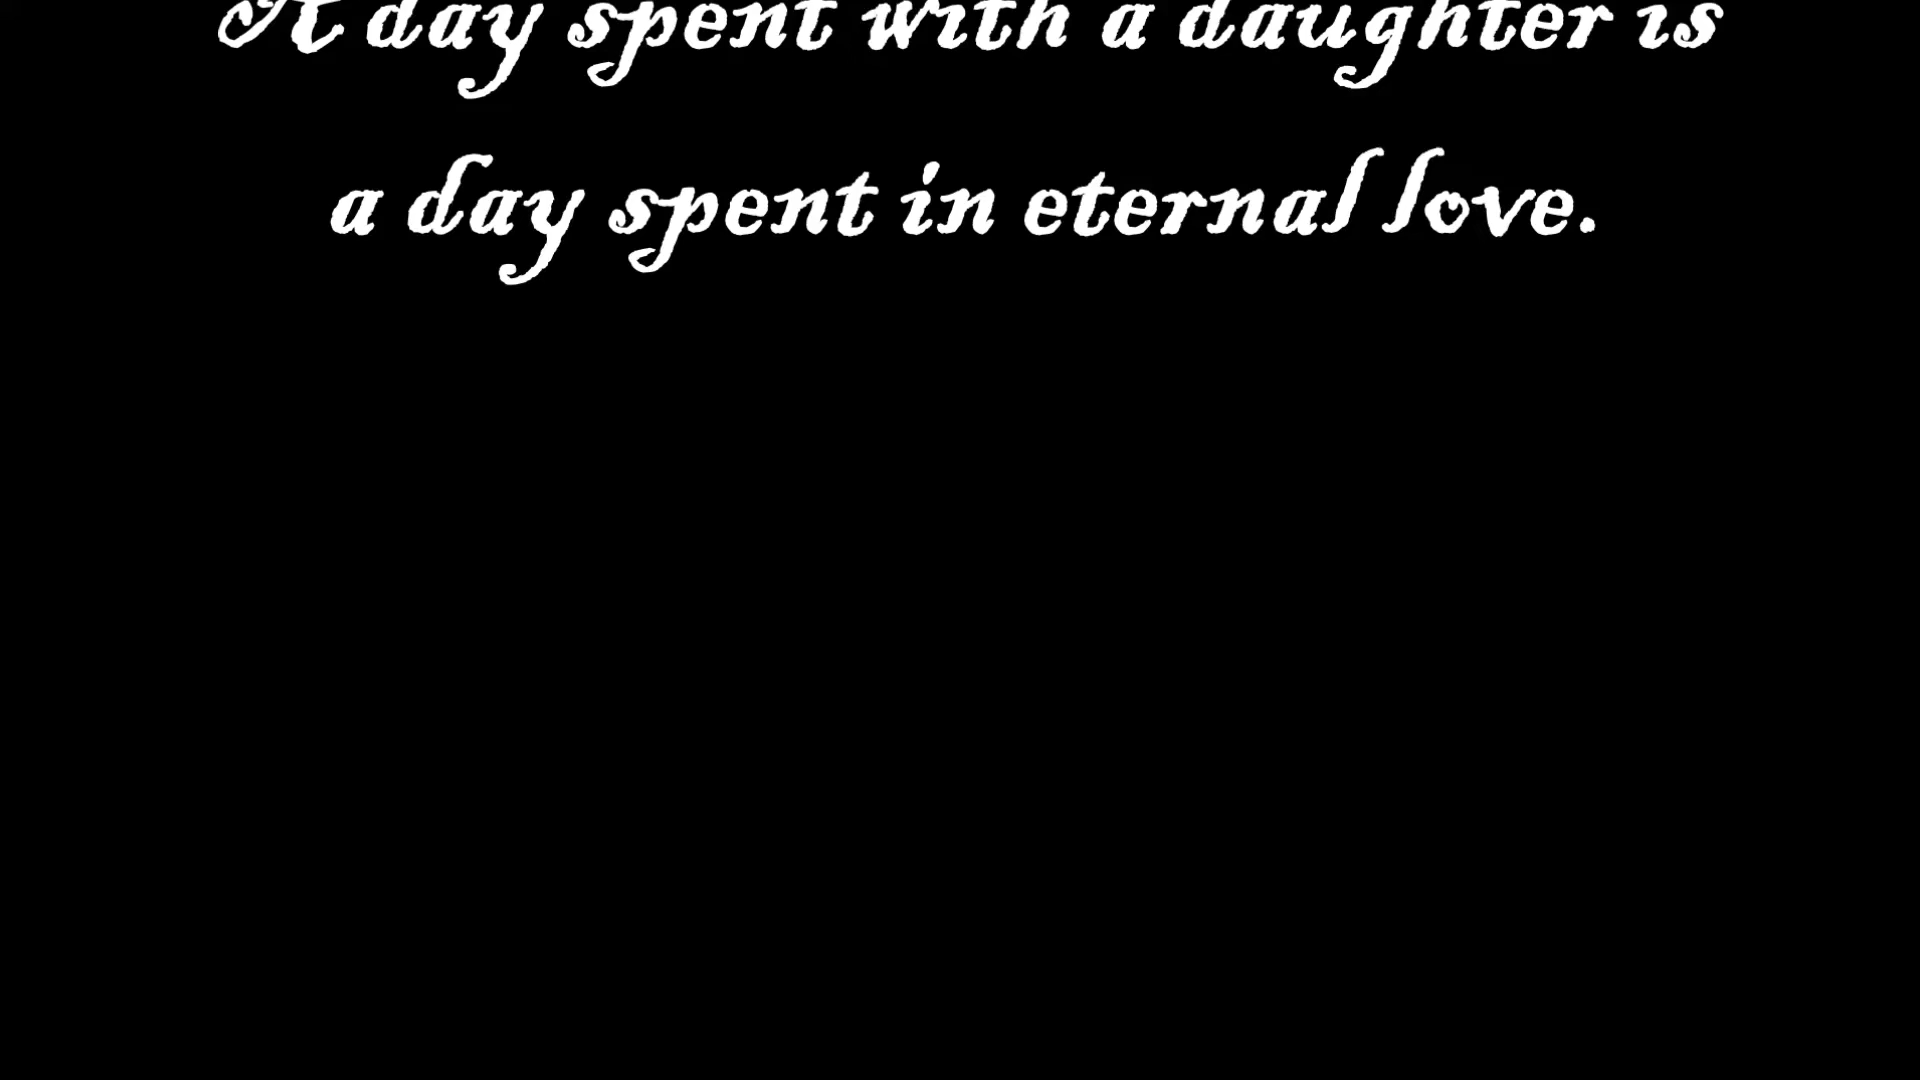 A day spent with a daughter is
a day spent in eternal love.